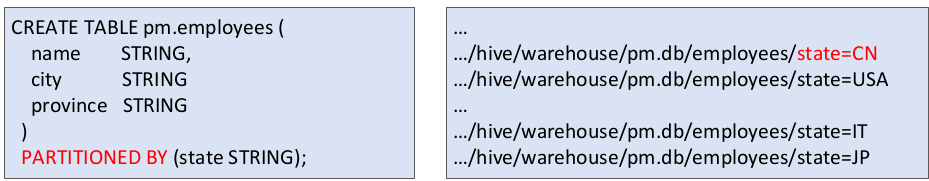 CREATE TABLE pm.employees (
name STRING,
city STRING
province STRING
)
PARTITIONED BY (state STRING);
…
…/hive/warehouse/pm.db/employees/state=CN
…/hive/warehouse/pm.db/employees/state=USA
…
…/hive/warehouse/pm.db/employees/state=IT
…/hive/warehouse/pm.db/employees/state=JP